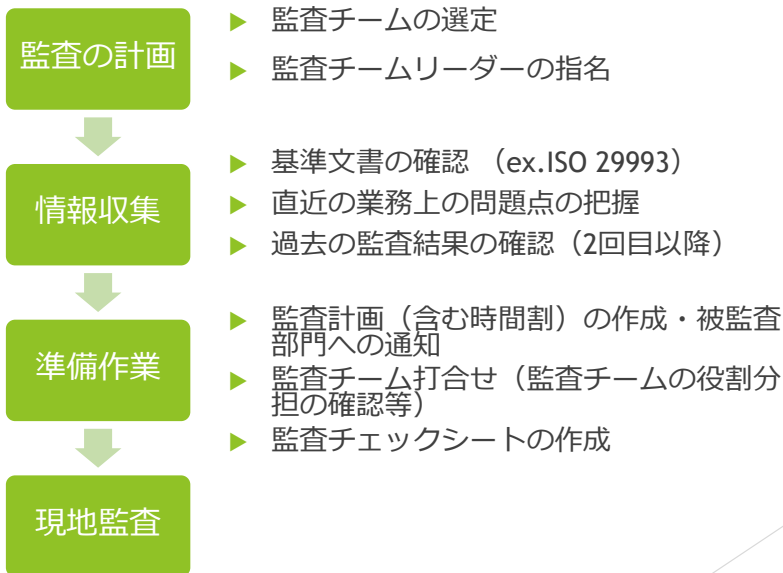 監査の計画
監査チームの選定
監査チームリーダーの指名
情報収集
基準文書の確認 （ex.ISO 29993）
直近の業務上の問題点の把握
過去の監査結果の確認（2回目以降）
準備作業
監査計画（含む時間割）の作成・被監査
部門への通知
監査チーム打合せ（監査チームの役割分
担の確認等）
監査チェックシートの作成
現地監査